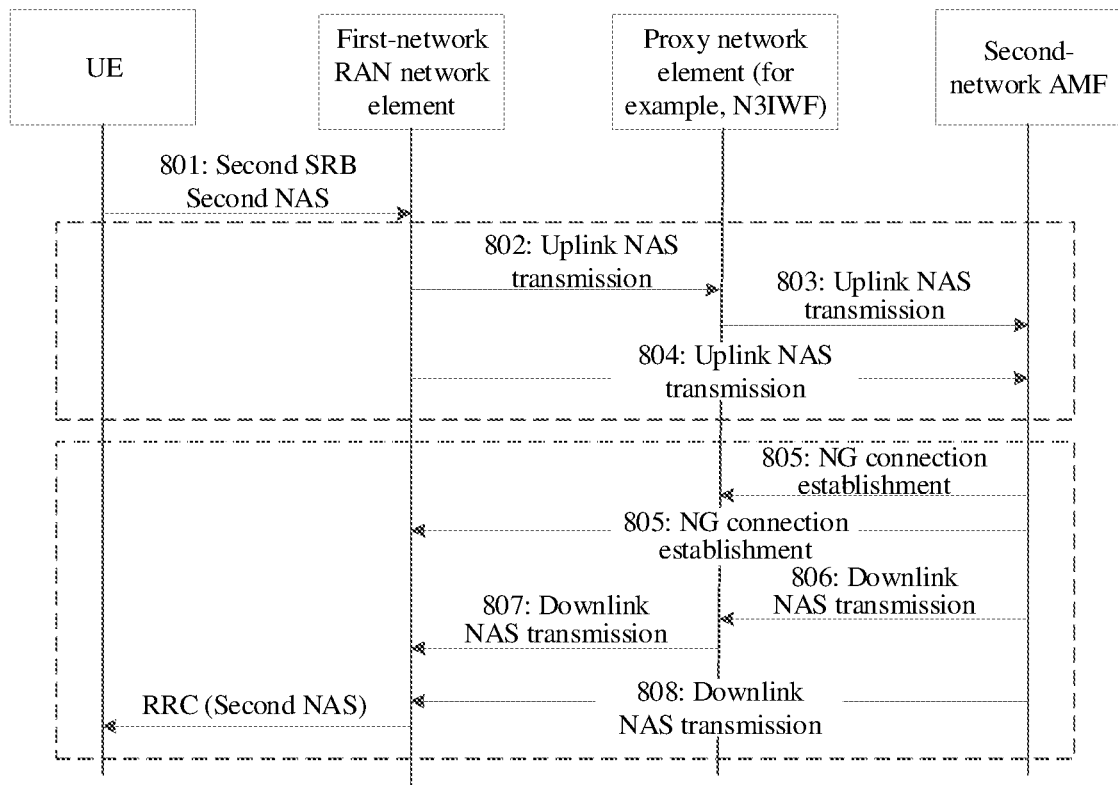 UE
First-network
RAN network
element
Proxy network
element (for
example, N3IWF)
Second-
network AMF
801: Second SRB
Second NAS
802: Uplink NAS
transmission
803: Uplink NAS
transmission
804: Uplink NAS
transmission
805: NG connection
establishment
805: NG connection
establishment
806: Downlink
NAS transmission
807: Downlink
NAS transmission
808: Downlink
NAS transmission
RRC (Second NAS)